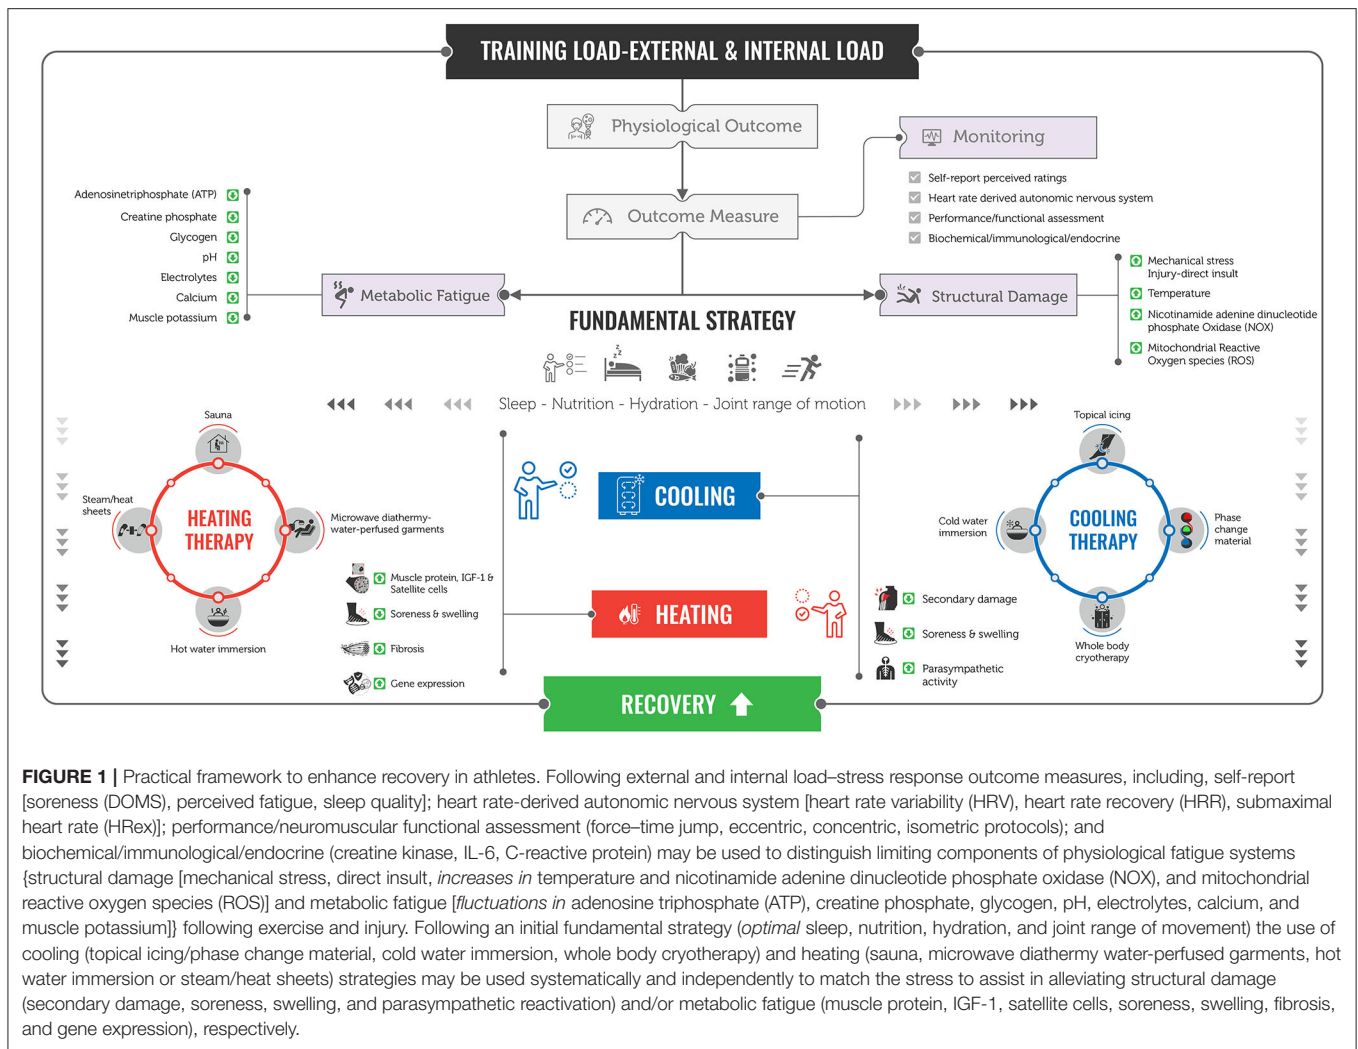 TRAINING LOAD-EXTERNAL & INTERNAL LOAD
Physiological Outcome
Monitoring
Self-report perceived ratings
Heart rate derived autonomic nervous system
Performance/functional assessment
Biochemical/immunological/endocrine
Outcome Measure
Adenosinetriphosphate (ATP)
Creatine phosphate
Glycogen
pH
Electrolytes
Calcium
Muscle potassium
Metabolic Fatigue
Structural Damage
Mechanical stress
Injury-direct insult
Temperature
Nicotinamide adenine dinucleotide
phosphate Oxidase (NOX)
Mitochondrial Reactive
Oxygen species (ROS)
FUNDAMENTAL STRATEGY
z z z
Sleep - Nutrition - Hydration - Joint range of motion
Sauna
Steam/heat
sheets
HEATING
THERAPY
Microwave diathermy-
water-perfused garments
Hot water immersion
Muscle protein, IGF-1 &
Satellite cells
Soreness & swelling
Fibrosis
Gene expression
COOLING
HEATING
Topical icing
Cold water
immersion
COOLING
THERAPY
Phase
change
material
Whole body
cryotherapy
Secondary damage
Soreness & swelling
Parasympathetic
activity
RECOVERY
FIGURE 1 | Practical framework to enhance recovery in athletes. Following external and internal load–stress response outcome measures, including, self-report
[soreness (DOMS), perceived fatigue, sleep quality]; heart rate-derived autonomic nervous system [heart rate variability (HRV), heart rate recovery (HRR), submaximal
heart rate (HRex)]; performance/neuromuscular functional assessment (force–time jump, eccentric, concentric, isometric protocols); and
biochemical/immunological/endocrine (creatine kinase, IL-6, C-reactive protein) may be used to distinguish limiting components of physiological fatigue systems
{structural damage [mechanical stress, direct insult, increases in temperature and nicotinamide adenine dinucleotide phosphate oxidase (NOX), and mitochondrial
reactive oxygen species (ROS)] and metabolic fatigue [fluctuations in adenosine triphosphate (ATP), creatine phosphate, glycogen, pH, electrolytes, calcium, and
muscle potassium]} following exercise and injury. Following an initial fundamental strategy (optimal sleep, nutrition, hydration, and joint range of movement) the use of
cooling (topical icing/phase change material, cold water immersion, whole body cryotherapy) and heating (sauna, microwave diathermy water-perfused garments, hot
water immersion or steam/heat sheets) strategies may be used systematically and independently to match the stress to assist in alleviating structural damage
(secondary damage, soreness, swelling, and parasympathetic reactivation) and/or metabolic fatigue (muscle protein, IGF-1, satellite cells, soreness, swelling, fibrosis,
and gene expression), respectively.